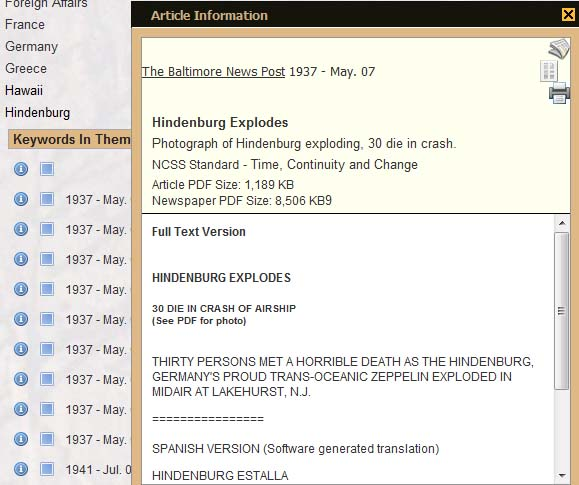 Foreign Affairs
France
Germany
Greece
Hawaii
Hindenburg
Keywords In Them
1937 - May.
1937 - May.
1937 - May.
1937 - May.
1937 - May.
1937 - May.
1937 - May.
1937 - May.
1937 - May.
1941 - Jul. 0
Article Information
The Baltimore News Post 1937 - May. 07
Hindenburg Explodes
Photograph of Hindenburg exploding, 30 die in crash.
NCSS Standard - Time, Continuity and Change
Article PDF Size: 1,189 KB
Newspaper PDF Size: 8,506 KB9
Full Text Version
HINDENBURG EXPLODES
30 DIE IN CRASH OF AIRSHIP
(See PDF for photo)
THIRTY PERSONS MET A HORRIBLE DEATH AS THE HINDENBURG,
GERMANY'S PROUD TRANS-OCEANIC ZEPPELIN EXPLODED IN
MIDAIR AT LAKEHURST, N.J.
================
SPANISH VERSION (Software generated translation)
HINDENBURG ESTALLA